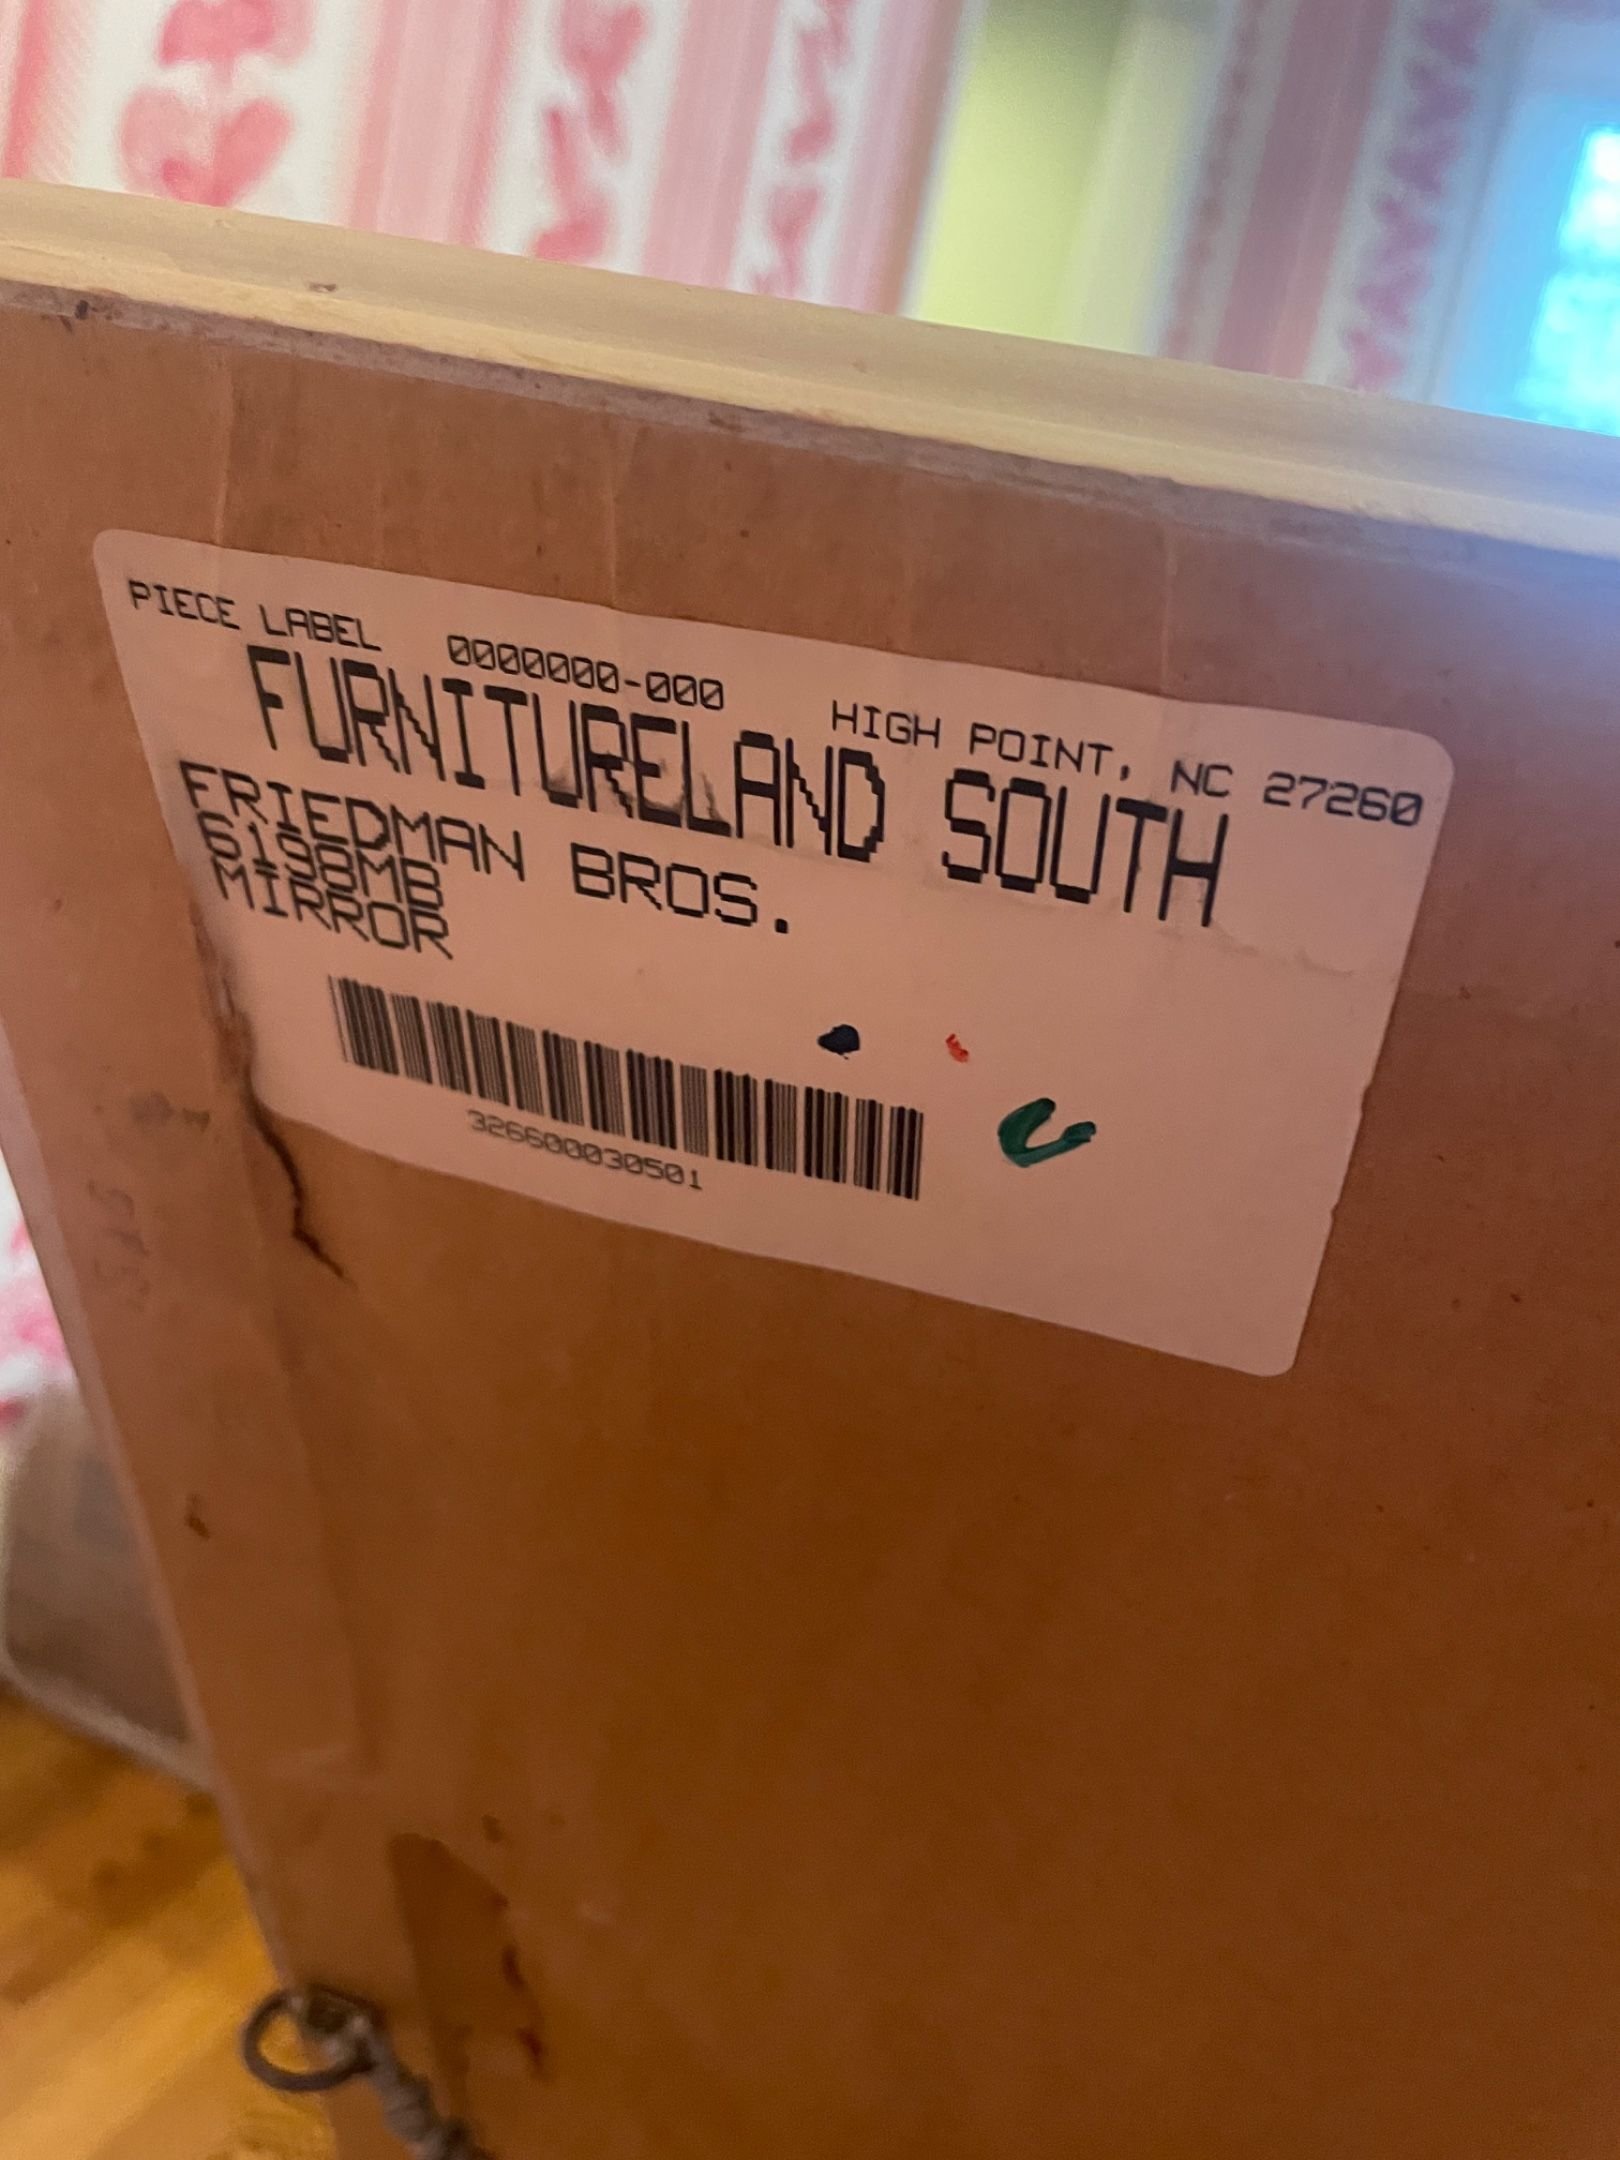 PIECE LABEL 0000000-000 HIGH POINT, NC 27260
FURNITURELAND SOUTH
FRIEDMAN BROS.
6198MB
MIRROR
326600030501